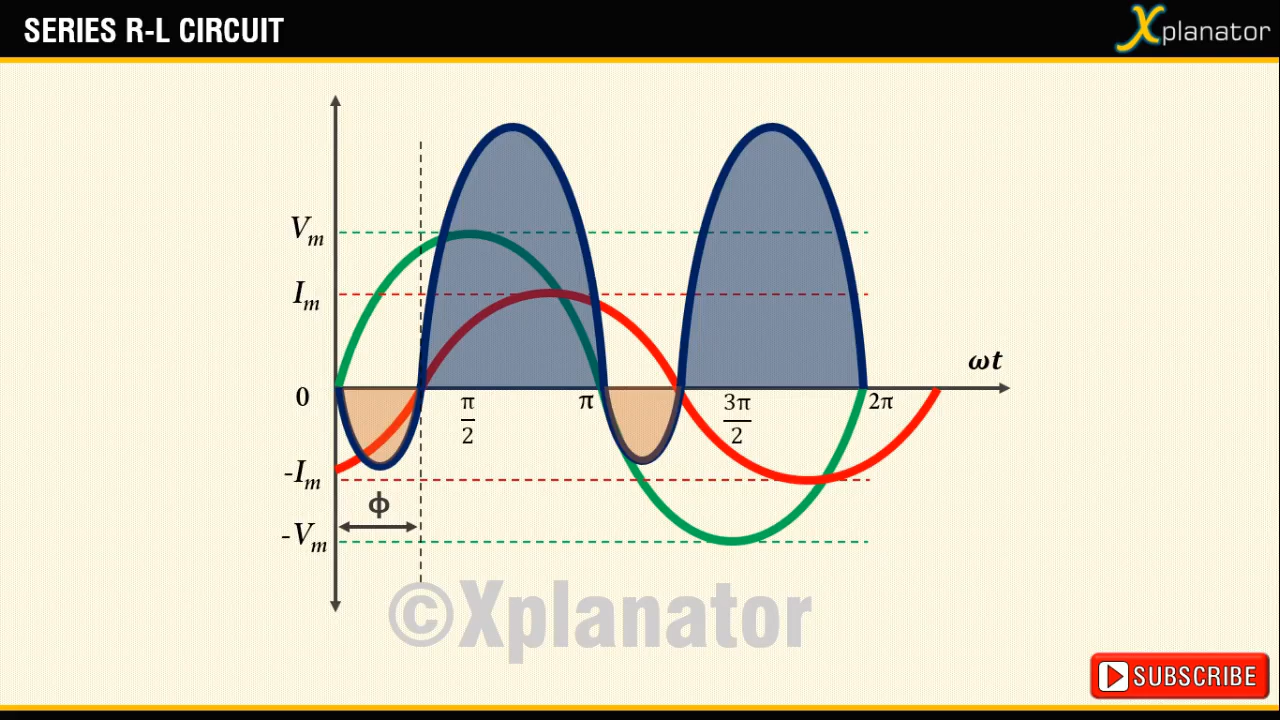 SERIES R-L CIRCUIT
Xplanator
Vm
Im
ωt
0
π/2
π
3π/2
2π
-Im
ϕ
-Vm
©Xplanator
SUBSCRIBE